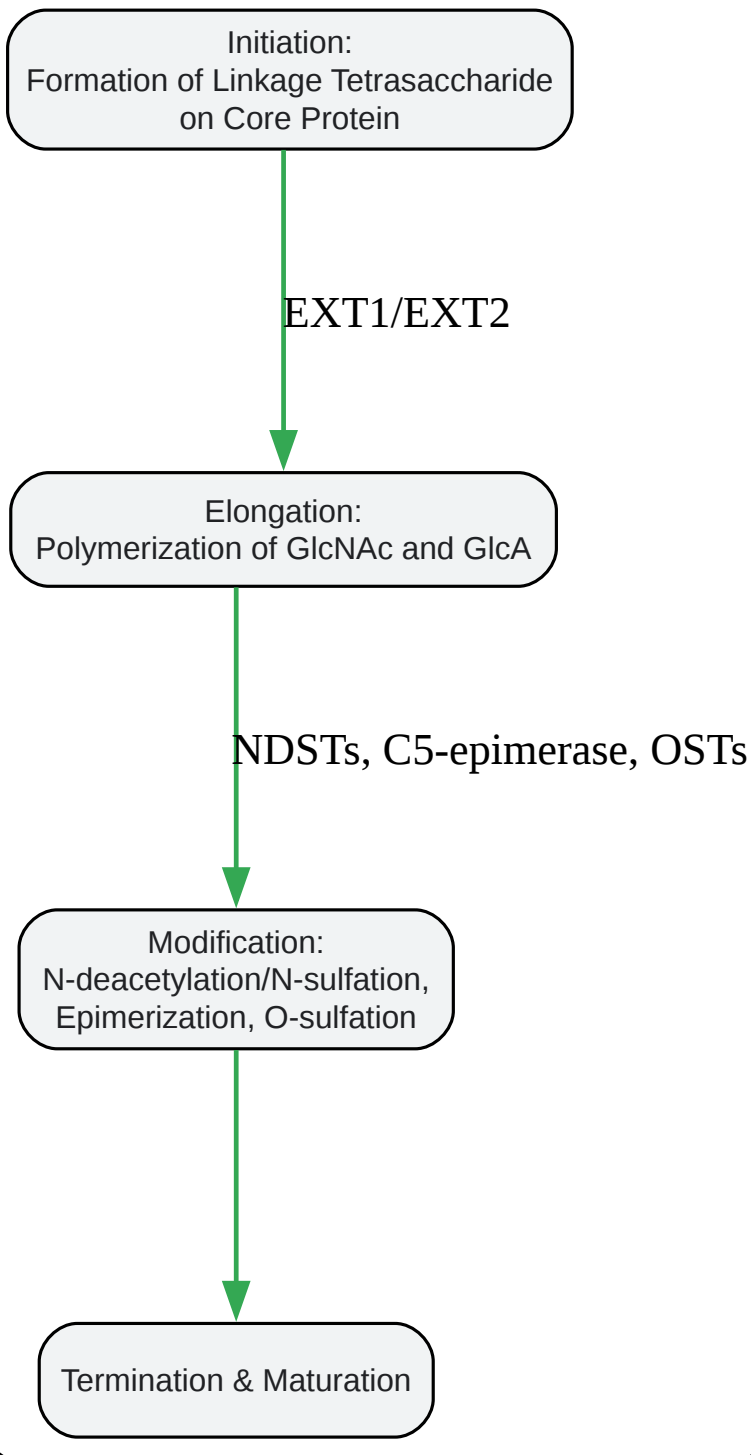 Initiation:
Formation of Linkage Tetrasaccharide
on Core Protein
EXT1/EXT2
Elongation:
Polymerization of GlcNAc and GlcA
NDSTs, C5-epimerase, OSTs
Modification:
N-deacetylation/N-sulfation,
Epimerization, O-sulfation
Termination & Maturation